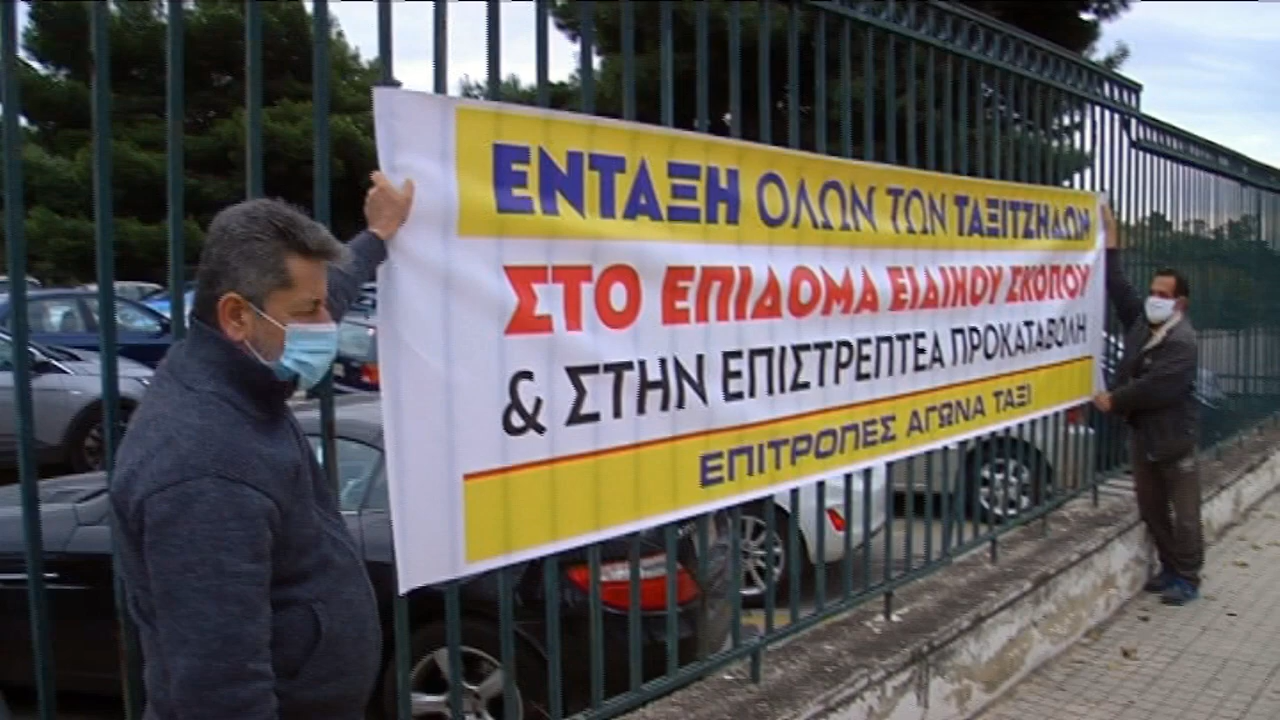 ΕΝΤΑΞΗ ΟΛΩΝ ΤΩΝ ΤΑΞΙΤΖΗΔΩΝ
ΣΤΟ ΕΠΙΔΟΜΑ ΕΙΔΙΚΟΥ ΣΚΟΠΟΥ
& ΣΤΗΝ ΕΠΙΣΤΡΕΠΤΕΑ ΠΡΟΚΑΤΑΒΟΛΗ
ΕΠΙΤΡΟΠΕΣ ΑΓΩΝΑ ΤΑΞΙ